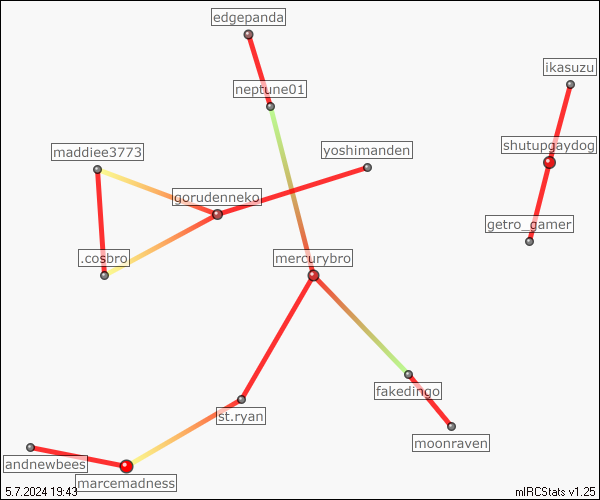 edgepanda
ikasuzu
neptune01
shutupgaydog
maddiee3773
yoshimanden
gorudenneko
getro_gamer
.cosbro
mercurybro
fakedingo
st.ryan
moonraven
andnewbees
marcemadness
5.7.2024 19:43
mIRCStats v1.25